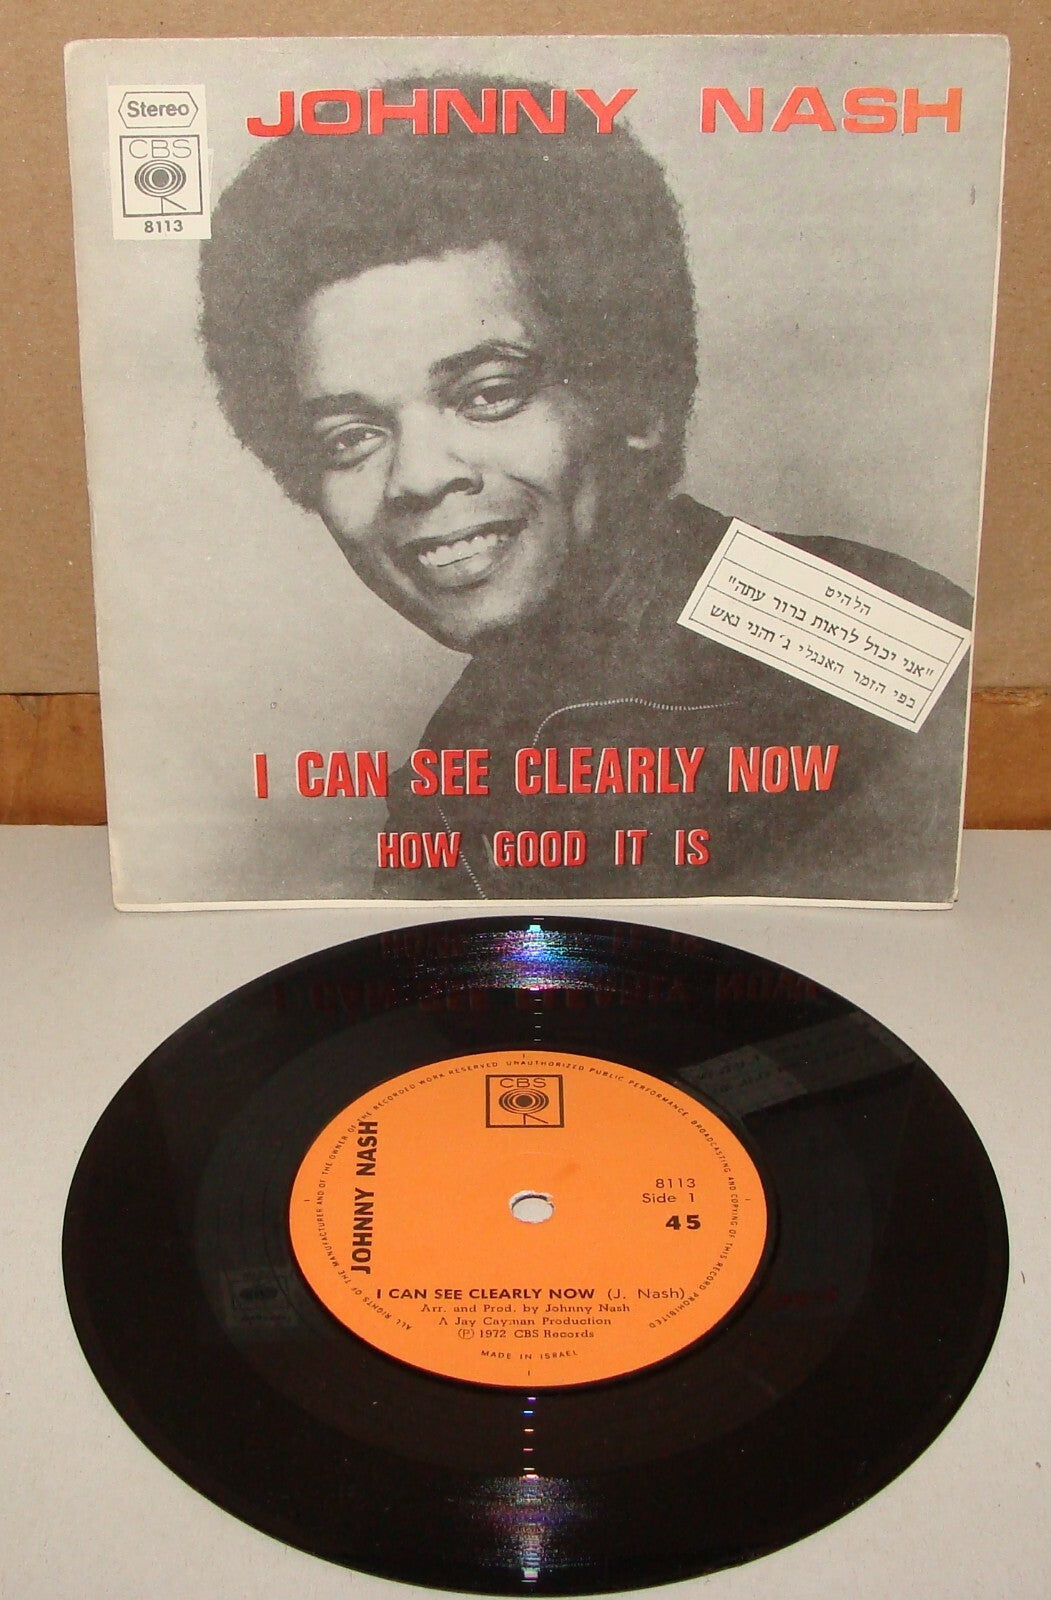 Stereo
JOHNNY NASH
CBS
8113
הלהיט
"אני יכול לראות ברור עתה"
בפי הזמר האנגלי ג'וני נאש
I CAN SEE CLEARLY NOW
HOW GOOD IT IS
CBS
ALL RIGHTS OF THE MANUFACTURER AND OF THE OWNER OF THE RECORDED WORK RESERVED UNAUTHORIZED PUBLIC PERFORMANCE, BROADCASTING AND COPYING OF THIS RECORD PROHIBITED
JOHNNY NASH
8113
Side 1
45
I CAN SEE CLEARLY NOW (J. Nash)
Arr. and Prod. by Johnny Nash
A Jay Cayman Production
Ⓟ 1972 CBS Records
MADE IN ISRAEL